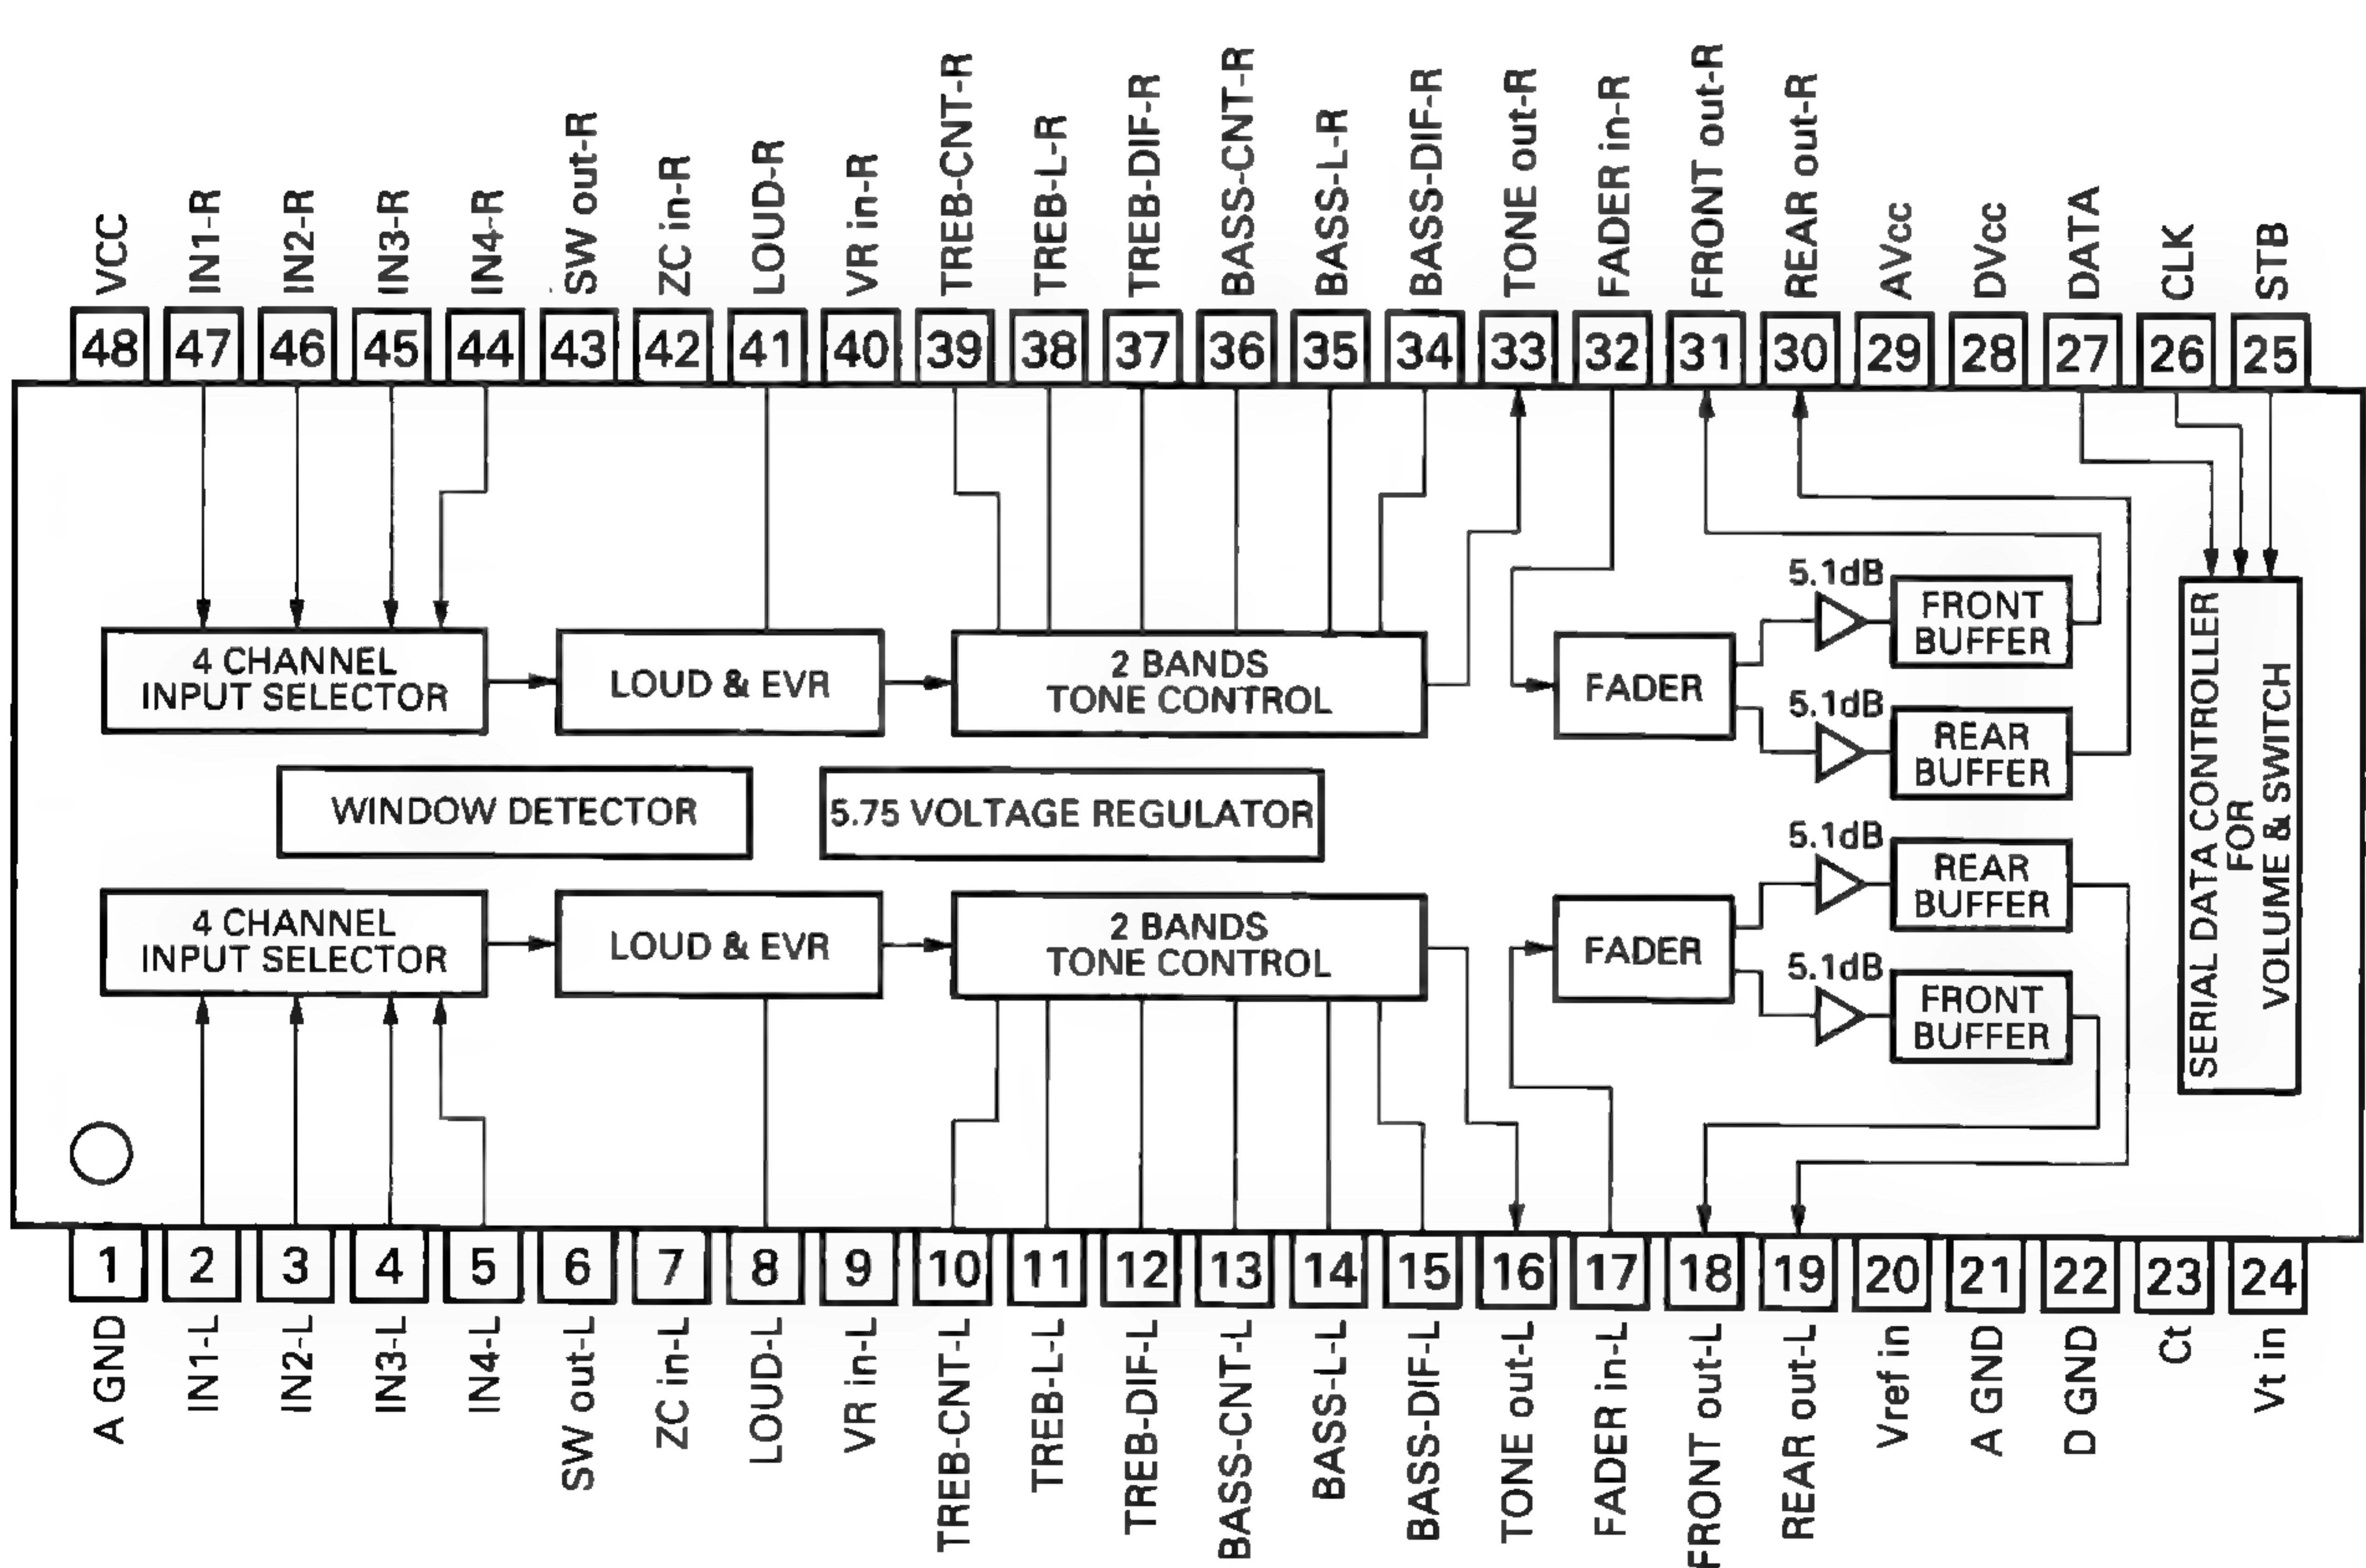 VCC
IN1-R
IN2-R
IN3-R
IN4-R
SW out-R
ZC in-R
LOUD-R
VR in-R
TREB-CNT-R
TREB-L-R
TREB-DIF-R
BASS-CNT-R
BASS-L-R
BASS-DIF-R
TONE out-R
FADER in-R
FRONT out-R
REAR out-R
AVcc
DVcc
DATA
CLK
STB
48 47 46 45 44 43 42 41 40 39 38 37 36 35 34 33 32 31 30 29 28 27 26 25
4 CHANNEL
INPUT SELECTOR
LOUD & EVR
2 BANDS
TONE CONTROL
FADER
5.1dB
FRONT
BUFFER
5.1dB
REAR
BUFFER
WINDOW DETECTOR
5.75 VOLTAGE REGULATOR
4 CHANNEL
INPUT SELECTOR
LOUD & EVR
2 BANDS
TONE CONTROL
FADER
5.1dB
REAR
BUFFER
5.1dB
FRONT
BUFFER
SERIAL DATA CONTROLLER
FOR
VOLUME & SWITCH
1 2 3 4 5 6 7 8 9 10 11 12 13 14 15 16 17 18 19 20 21 22 23 24
A GND
IN1-L
IN2-L
IN3-L
IN4-L
SW out-L
ZC in-L
LOUD-L
VR in-L
TREB-CNT-L
TREB-L-L
TREB-DIF-L
BASS-CNT-L
BASS-L-L
BASS-DIF-L
TONE out-L
FADER in-L
FRONT out-L
REAR out-L
Vref in
A GND
D GND
Ct
Vt in